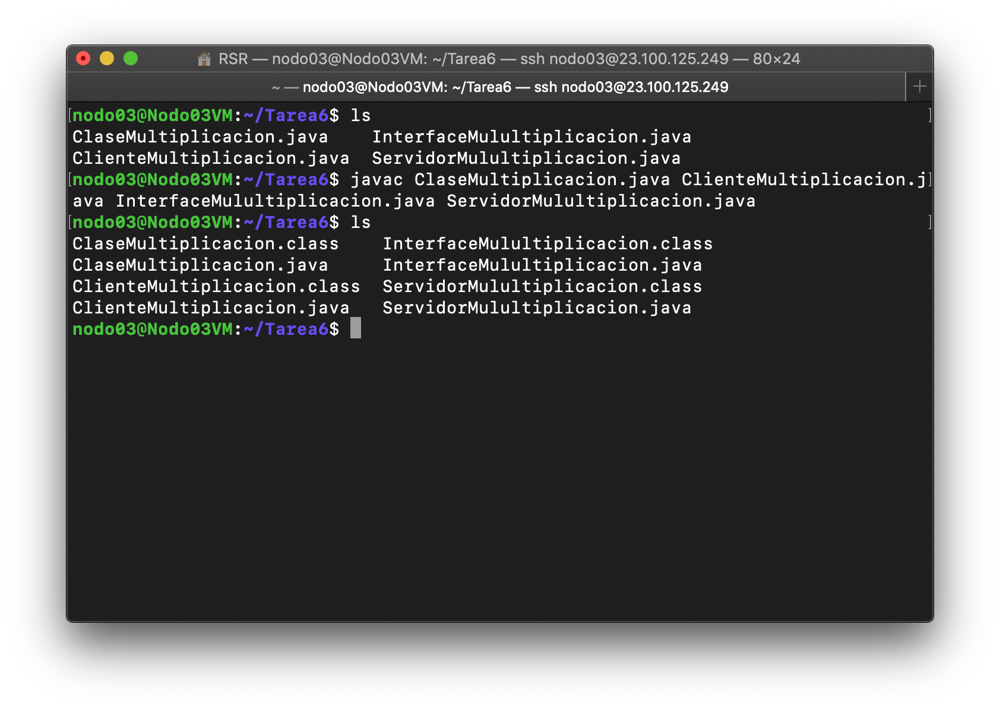 RSR — nodo03@Nodo03VM: ~/Tarea6 — ssh nodo03@23.100.125.249 — 80×24
~ — nodo03@Nodo03VM: ~/Tarea6 — ssh nodo03@23.100.125.249
[nodo03@Nodo03VM:~/Tarea6$ ls ]
ClaseMultiplicacion.java    InterfaceMulultiplicacion.java
ClienteMultiplicacion.java  ServidorMulultiplicacion.java
[nodo03@Nodo03VM:~/Tarea6$ javac ClaseMultiplicacion.java ClienteMultiplicacion.j]
ava InterfaceMulultiplicacion.java ServidorMulultiplicacion.java
[nodo03@Nodo03VM:~/Tarea6$ ls ]
ClaseMultiplicacion.class    InterfaceMulultiplicacion.class
ClaseMultiplicacion.java     InterfaceMulultiplicacion.java
ClienteMultiplicacion.class  ServidorMulultiplicacion.class
ClienteMultiplicacion.java   ServidorMulultiplicacion.java
nodo03@Nodo03VM:~/Tarea6$